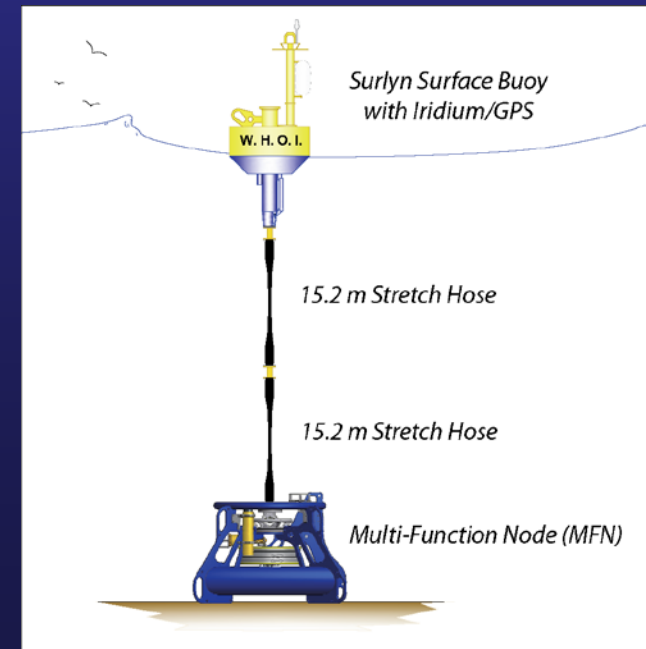 Surlyn Surface Buoy
with Iridium/GPS
W. H. O. I.
15.2 m Stretch Hose
15.2 m Stretch Hose
Multi-Function Node (MFN)